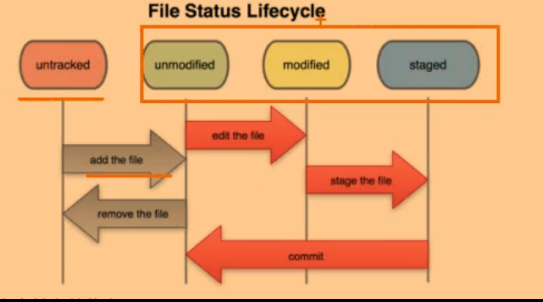 File Status Lifecycle
untracked
unmodified
modified
staged
edit the file
add the file
stage the file
remove the file
commit